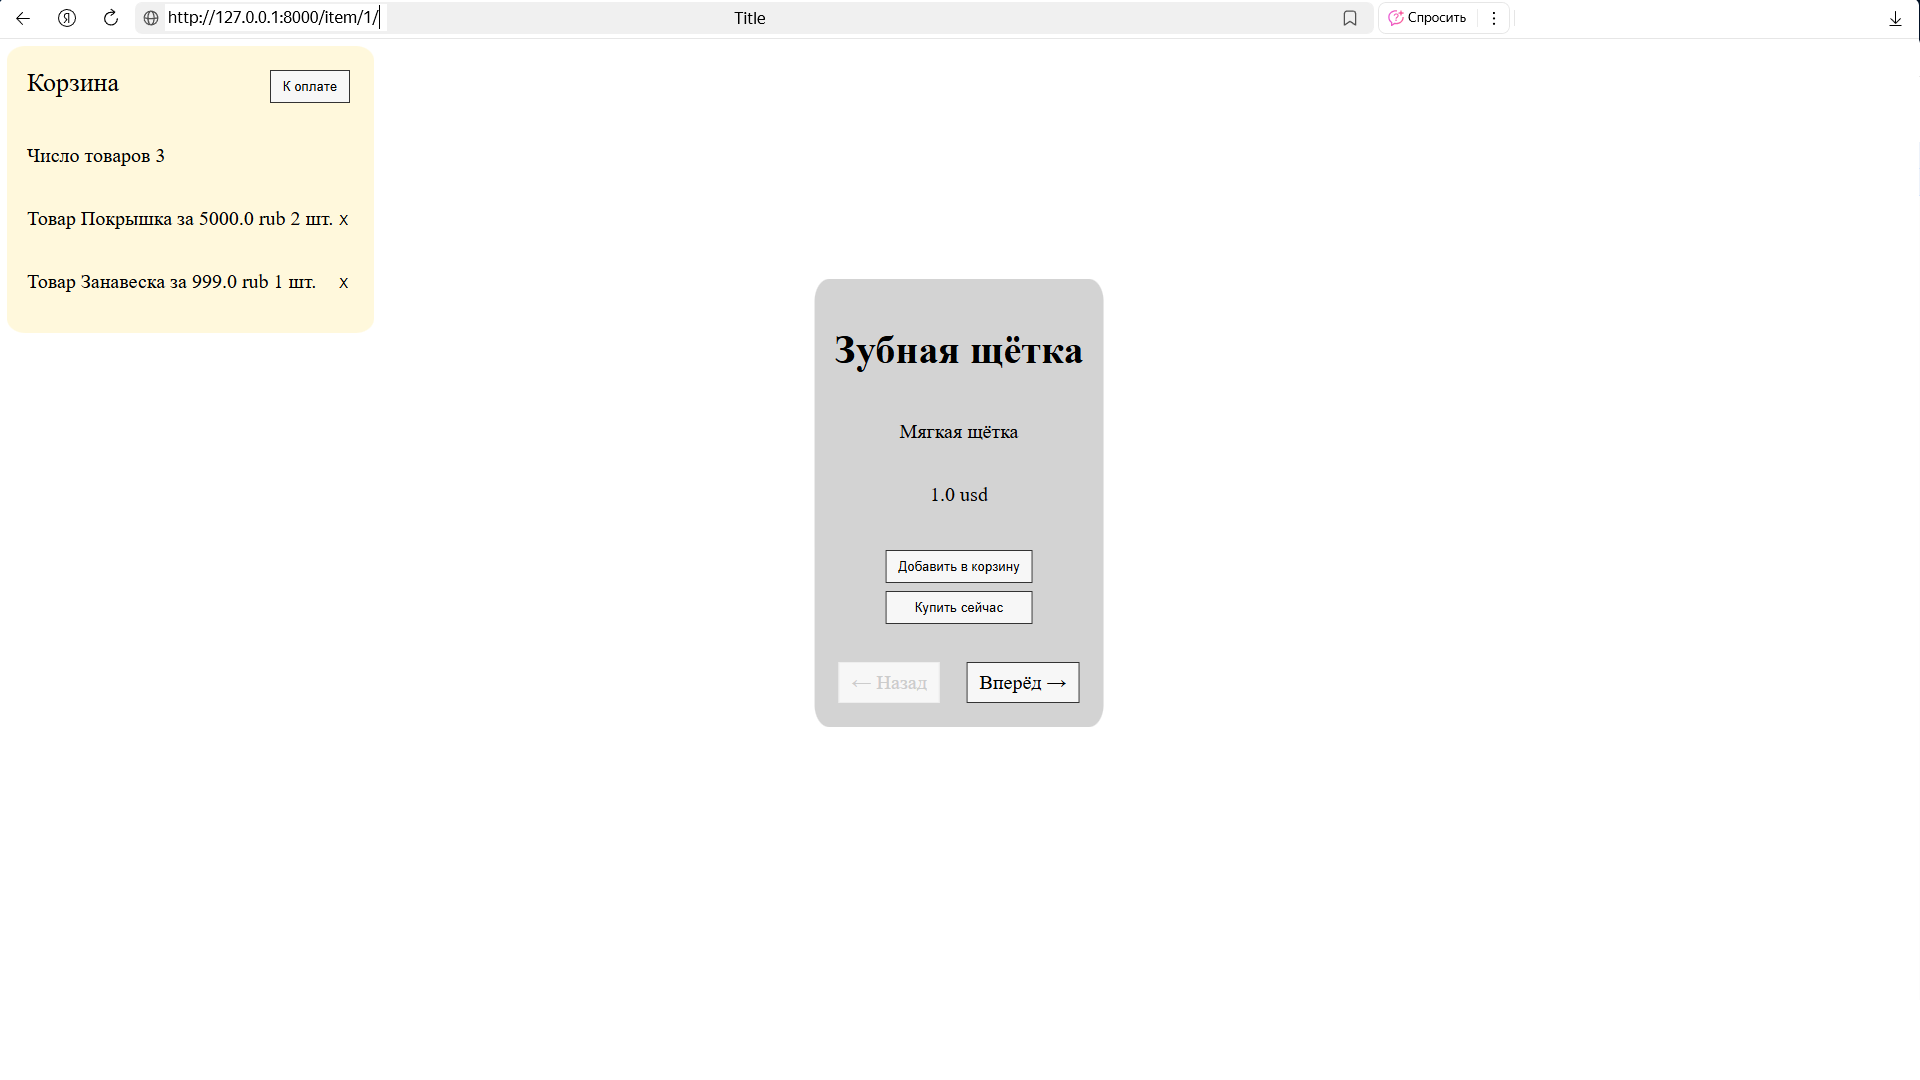 http://127.0.0.1:8000/item/1/
Title
Спросить
Корзина
К оплате
Число товаров 3
Товар Покрышка за 5000.0 rub 2 шт. X
Товар Занавеска за 999.0 rub 1 шт. X
Зубная щётка
Мягкая щётка
1.0 usd
Добавить в корзину
Купить сейчас
← Назад
Вперёд →